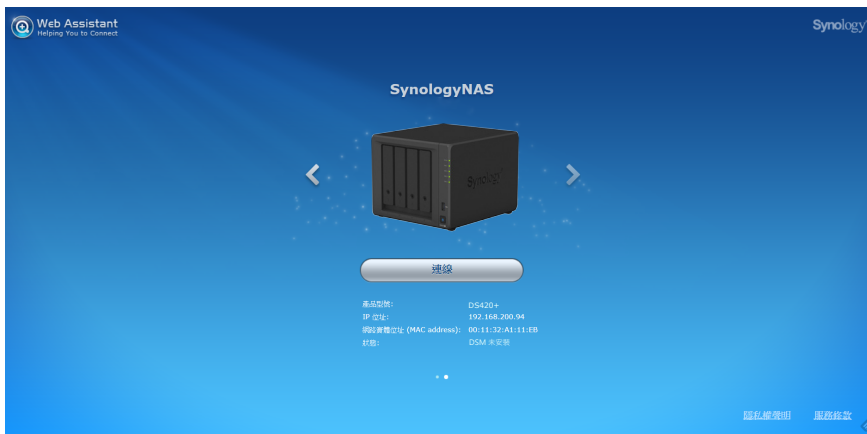 Web Assistant
Helping You to Connect
Synology
SynologyNAS
Synology
連線
產品型號: DS420+
IP 位址: 192.168.200.94
網路實體位址 (MAC address): 00:11:32:A1:11:EB
狀態: DSM 未安裝
隱私權聲明 服務條款